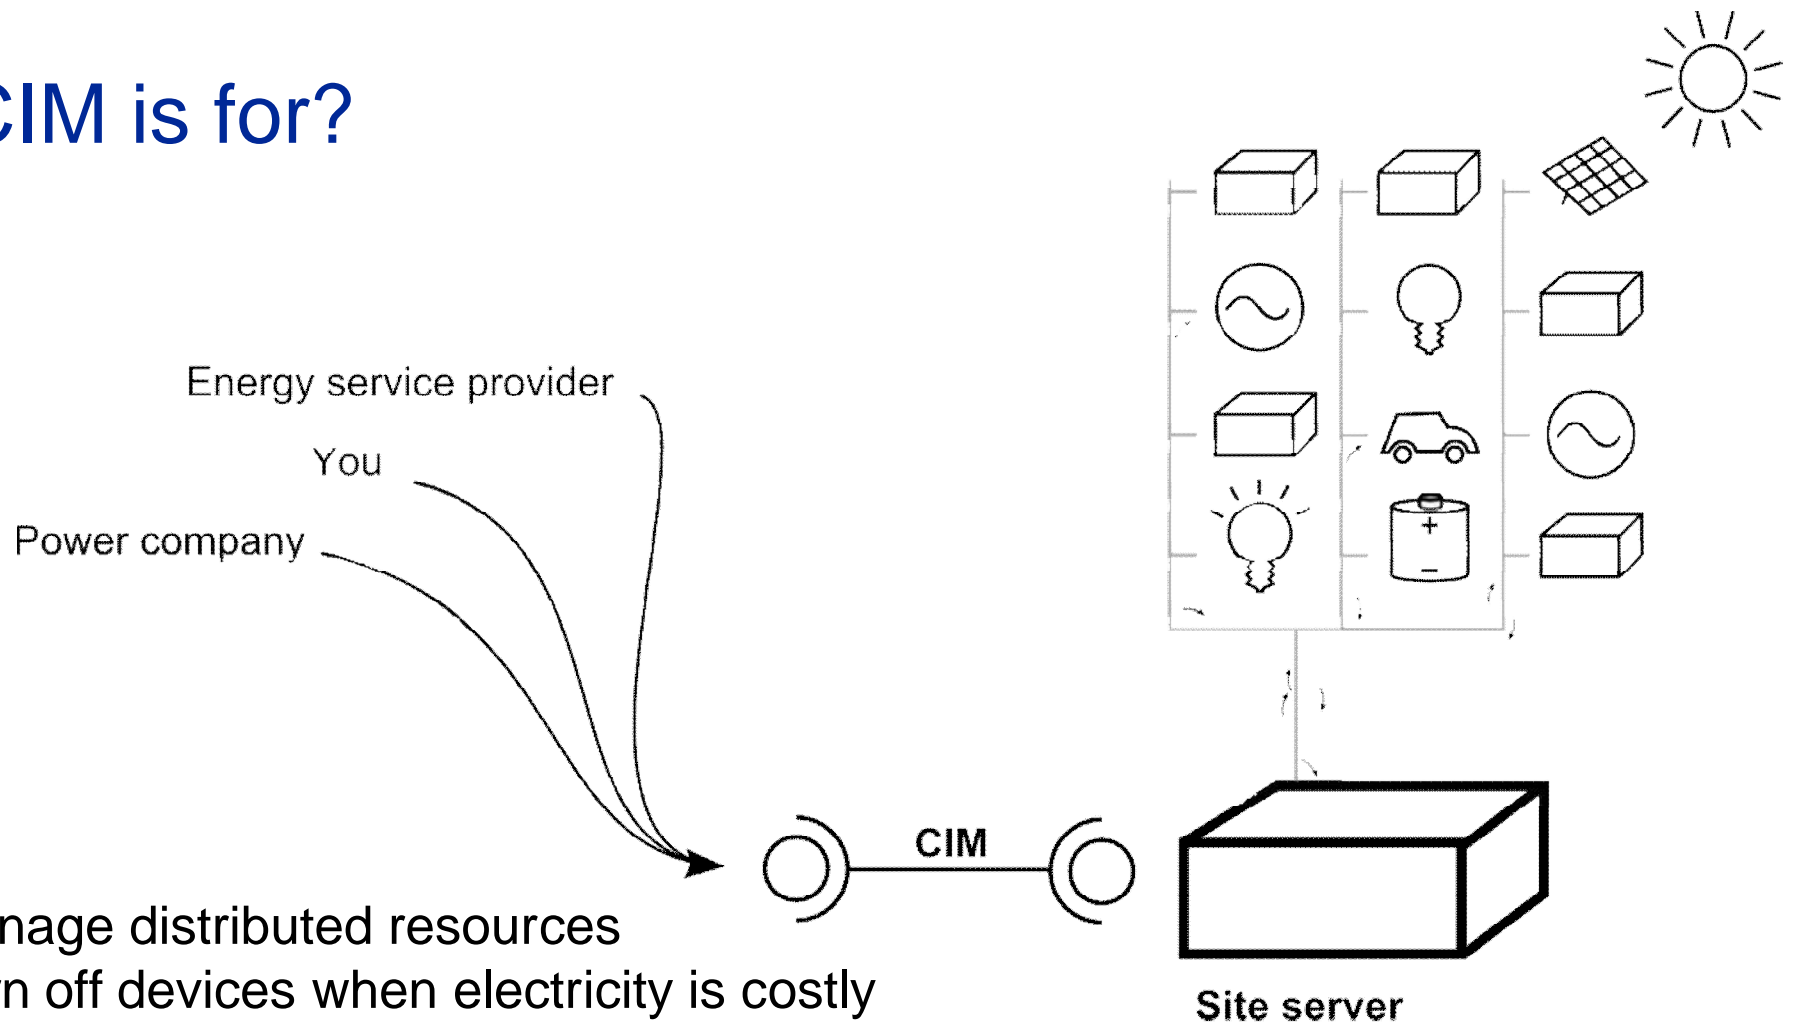 CIM is for?
Energy service provider
You
Power company
CIM
nage distributed resources
n off devices when electricity is costly
Site server